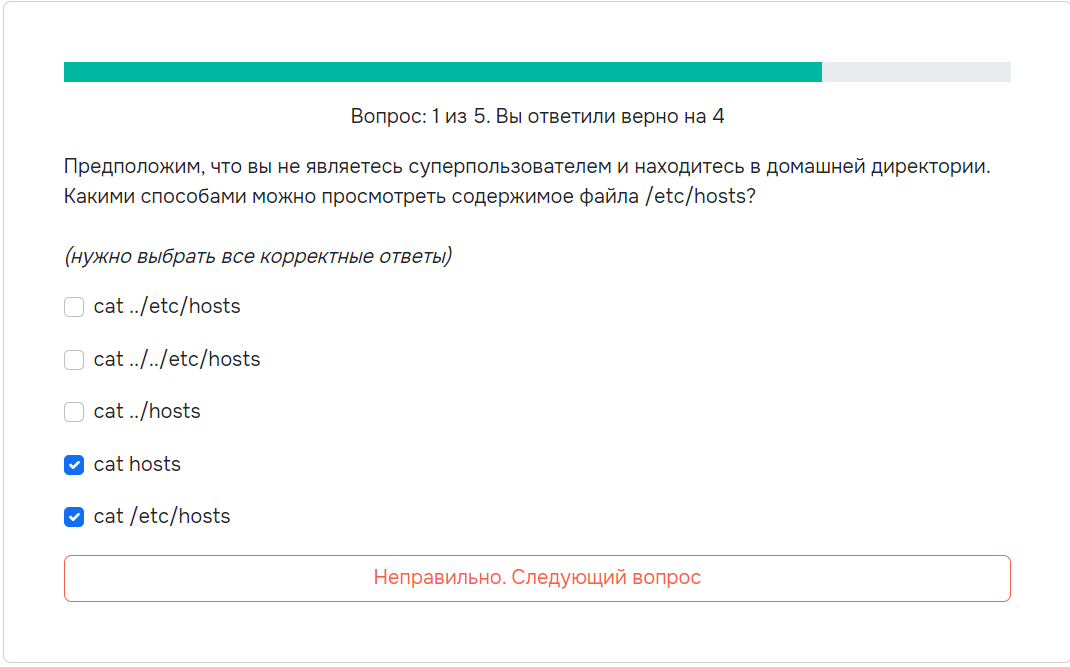 Вопрос: 1 из 5. Вы ответили верно на 4
Предположим, что вы не являетесь суперпользователем и находитесь в домашней директории.
Какими способами можно просмотреть содержимое файла /etc/hosts?
(нужно выбрать все корректные ответы)
cat ../etc/hosts
cat ../../etc/hosts
cat ../hosts
cat hosts
cat /etc/hosts
Неправильно. Следующий вопрос